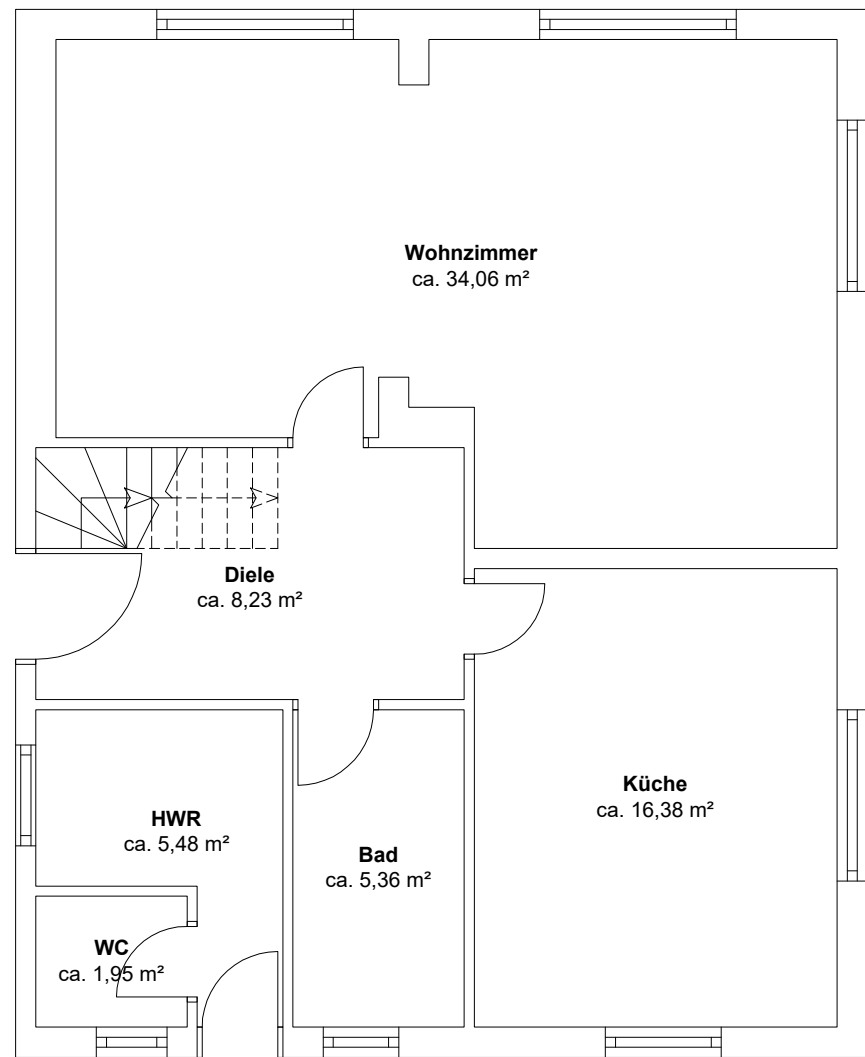 Wohnzimmer
ca. 34,06 m²
Diele
ca. 8,23 m²
Küche
ca. 16,38 m²
HWR
ca. 5,48 m²
Bad
ca. 5,36 m²
WC
ca. 1,95 m²